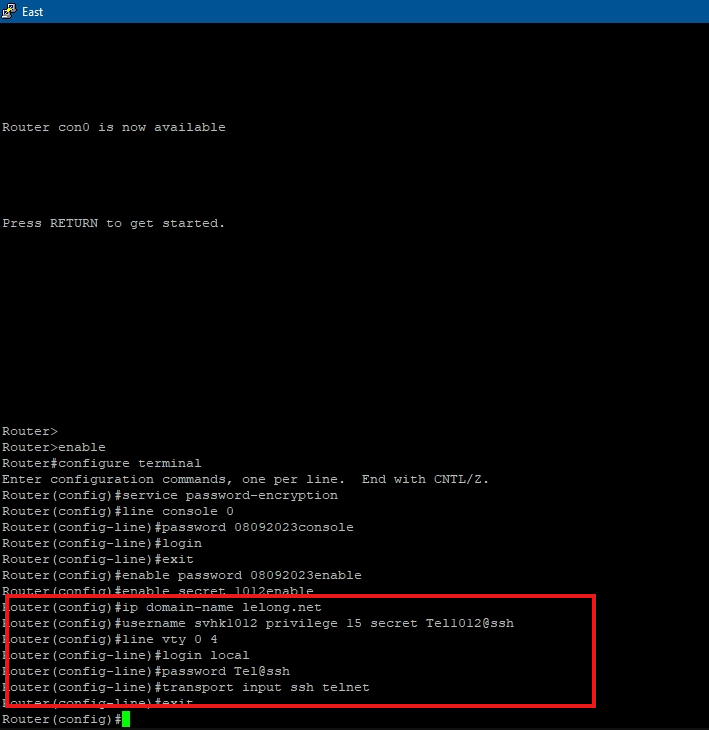 East
Router con0 is now available
Press RETURN to get started.
Router>
Router>enable
Router#configure terminal
Enter configuration commands, one per line.  End with CNTL/Z.
Router(config)#service password-encryption
Router(config)#line console 0
Router(config-line)#password 08092023console
Router(config-line)#login
Router(config-line)#exit
Router(config)#enable password 08092023enable
Router(config)#enable secret 1012enable
Router(config)#ip domain-name lelong.net
Router(config)#username svhk1012 privilege 15 secret Tel1012@ssh
Router(config)#line vty 0 4
Router(config-line)#login local
Router(config-line)#password Tel@ssh
Router(config-line)#transport input ssh telnet
Router(config-line)#exit
Router(config)#